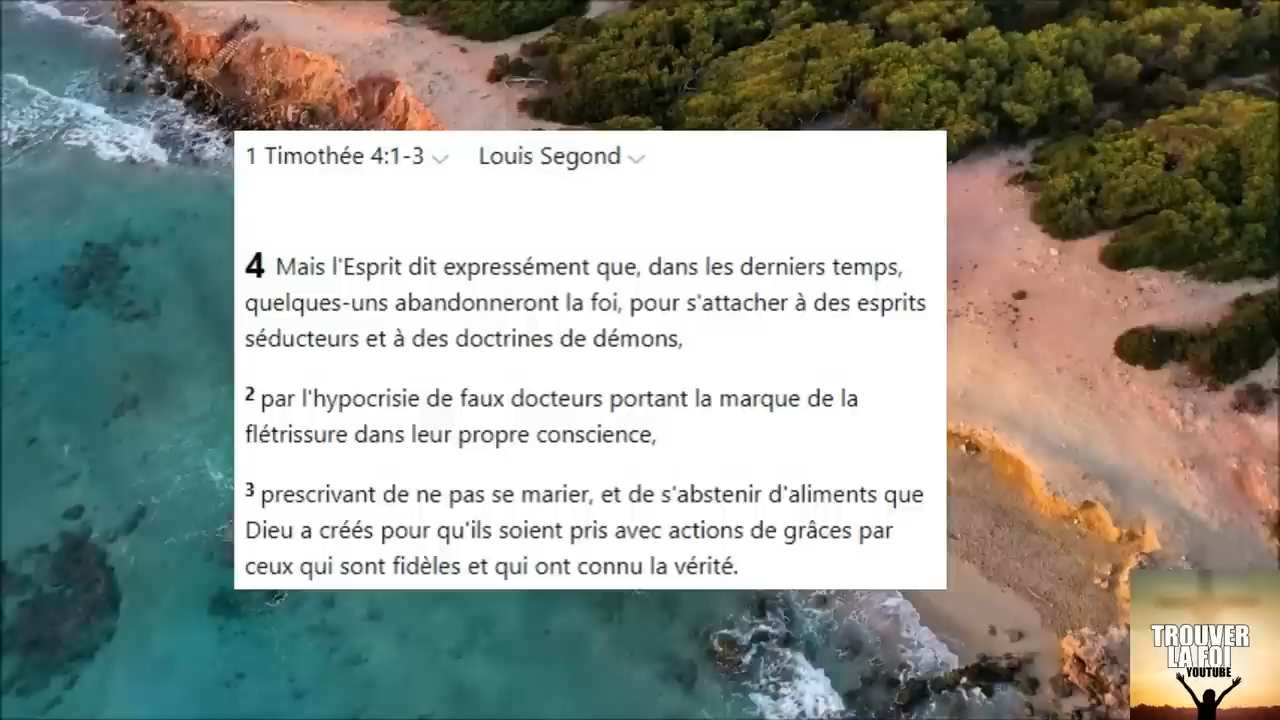 1 Timothée 4:1-3 Louis Segond
4 Mais l'Esprit dit expressément que, dans les derniers temps,
quelques-uns abandonneront la foi, pour s'attacher à des esprits
séducteurs et à des doctrines de démons,
2 par l'hypocrisie de faux docteurs portant la marque de la
flétrissure dans leur propre conscience,
3 prescrivant de ne pas se marier, et de s'abstenir d'aliments que
Dieu a créés pour qu'ils soient pris avec actions de grâces par
ceux qui sont fidèles et qui ont connu la vérité.
TROUVER
LA FOI
YOUTUBE